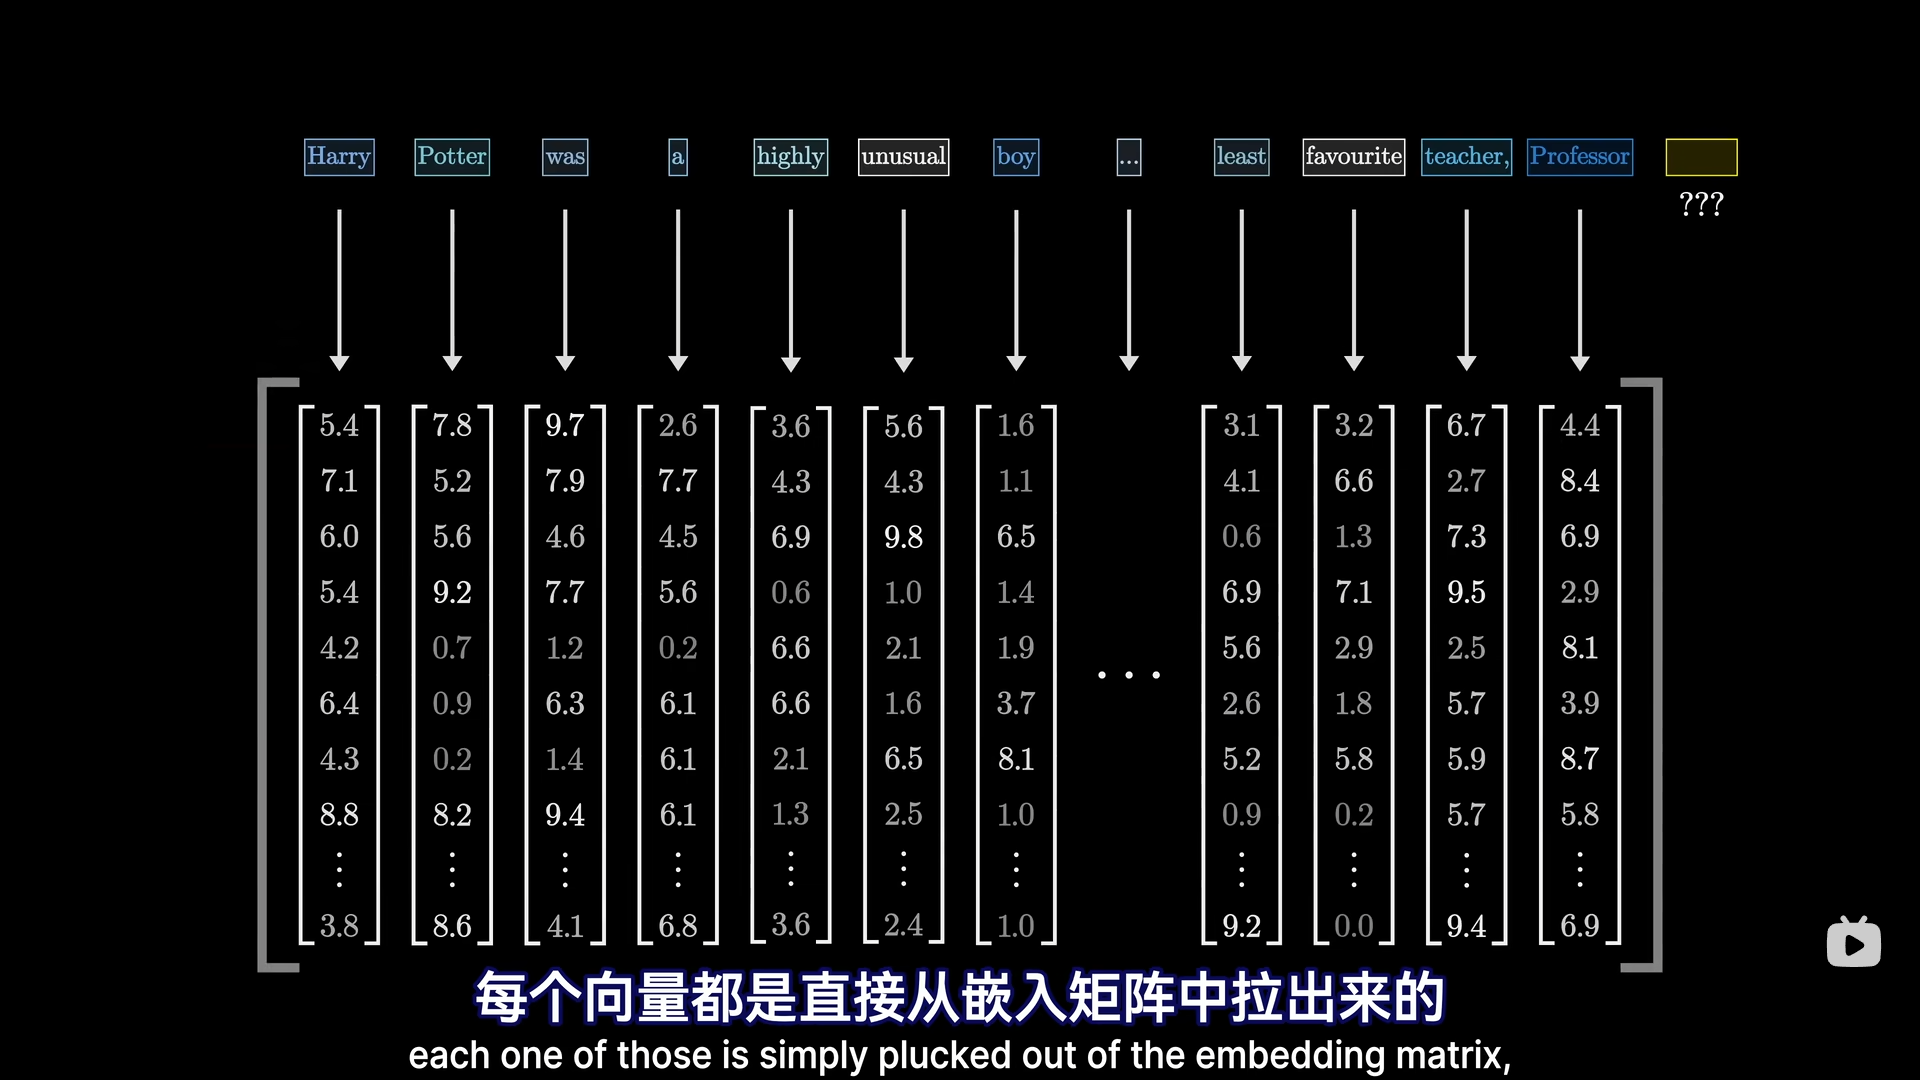 Harry Potter was a highly unusual boy ... least favourite teacher, Professor
???
5.4 7.8 9.7 2.6 3.6 5.6 1.6 3.1 3.2 6.7 4.4
7.1 5.2 7.9 7.7 4.3 4.3 1.1 4.1 6.6 2.7 8.4
6.0 5.6 4.6 4.5 6.9 9.8 6.5 0.6 1.3 7.3 6.9
5.4 9.2 7.7 5.6 0.6 1.0 1.4 6.9 7.1 9.5 2.9
4.2 0.7 1.2 0.2 6.6 2.1 1.9 ... 5.6 2.9 2.5 8.1
6.4 0.9 6.3 6.1 6.6 1.6 3.7 2.6 1.8 5.7 3.9
4.3 0.2 1.4 6.1 2.1 6.5 8.1 5.2 5.8 5.9 8.7
8.8 8.2 9.4 6.1 1.3 2.5 1.0 0.9 0.2 5.7 5.8
⋮ ⋮ ⋮ ⋮ ⋮ ⋮ ⋮ ⋮ ⋮ ⋮ ⋮
3.8 8.6 4.1 6.8 3.6 2.4 1.0 9.2 0.0 9.4 6.9
每个向量都是直接从嵌入矩阵中拉出来的
each one of those is simply plucked out of the embedding matrix,